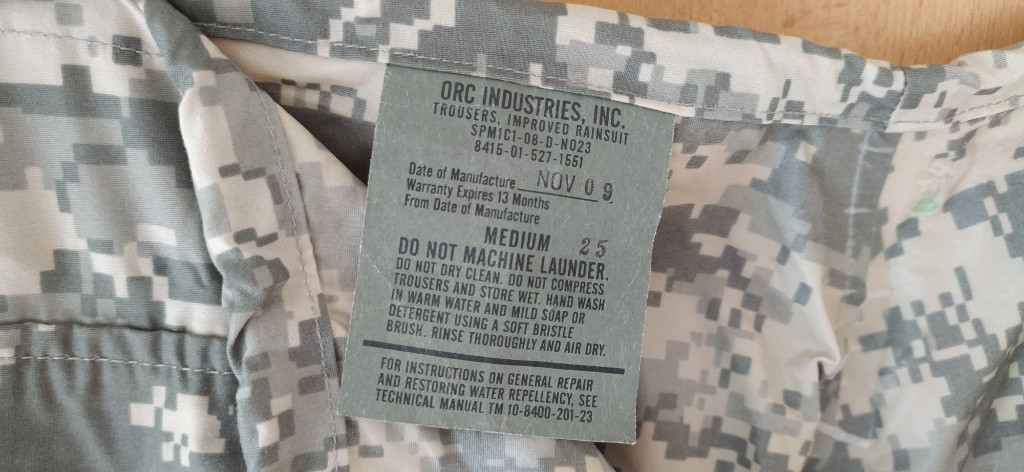 ORC INDUSTRIES, INC.
TROUSERS, IMPROVED RAINSUIT
SPM1C1-08-D-N023
8415-01-527-1551
Date of Manufacture NOV 09
Warranty Expires 13 Months
From Date of Manufacture
MEDIUM 25
DO NOT MACHINE LAUNDER.
DO NOT DRY CLEAN. DO NOT COMPRESS
TROUSERS AND STORE WET. HAND WASH
IN WARM WATER AND MILD SOAP OR
DETERGENT USING A SOFT BRISTLE
BRUSH. RINSE THOROUGHLY AND AIR DRY.
FOR INSTRUCTIONS ON GENERAL REPAIR
AND RESTORING WATER REPELLENCY, SEE
TECHNICAL MANUAL TM 10-8400-201-23